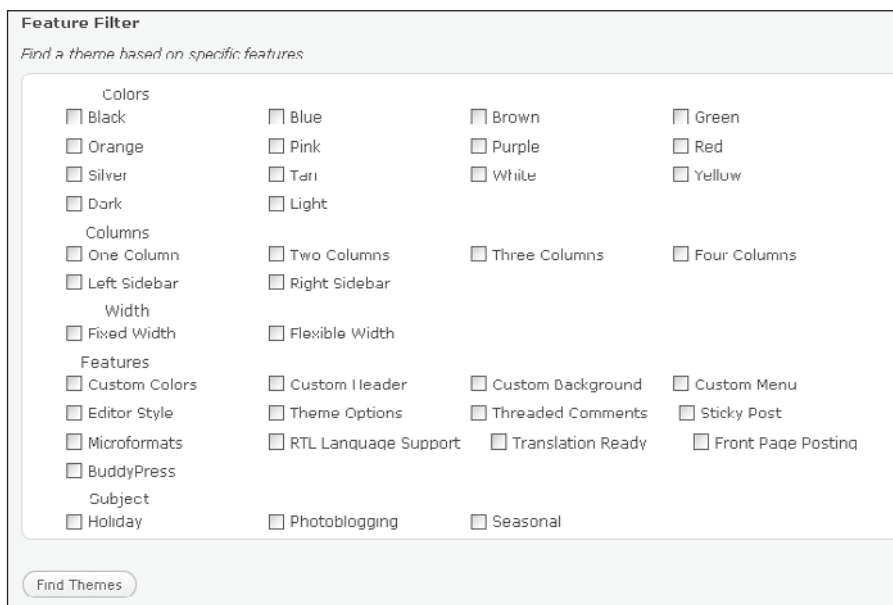 Feature Filter
Find a theme based on specific features
Colors
Black Blue Brown Green
Orange Pink Purple Red
Silver Tan White Yellow
Dark Light
Columns
One Column Two Columns Three Columns Four Columns
Left Sidebar Right Sidebar
Width
Fixed Width Flexible Width
Features
Custom Colors Custom Header Custom Background Custom Menu
Editor Style Theme Options Threaded Comments Sticky Post
Microformats RTL Language Support Translation Ready Front Page Posting
BuddyPress
Subject
Holiday Photoblogging Seasonal
Find Themes